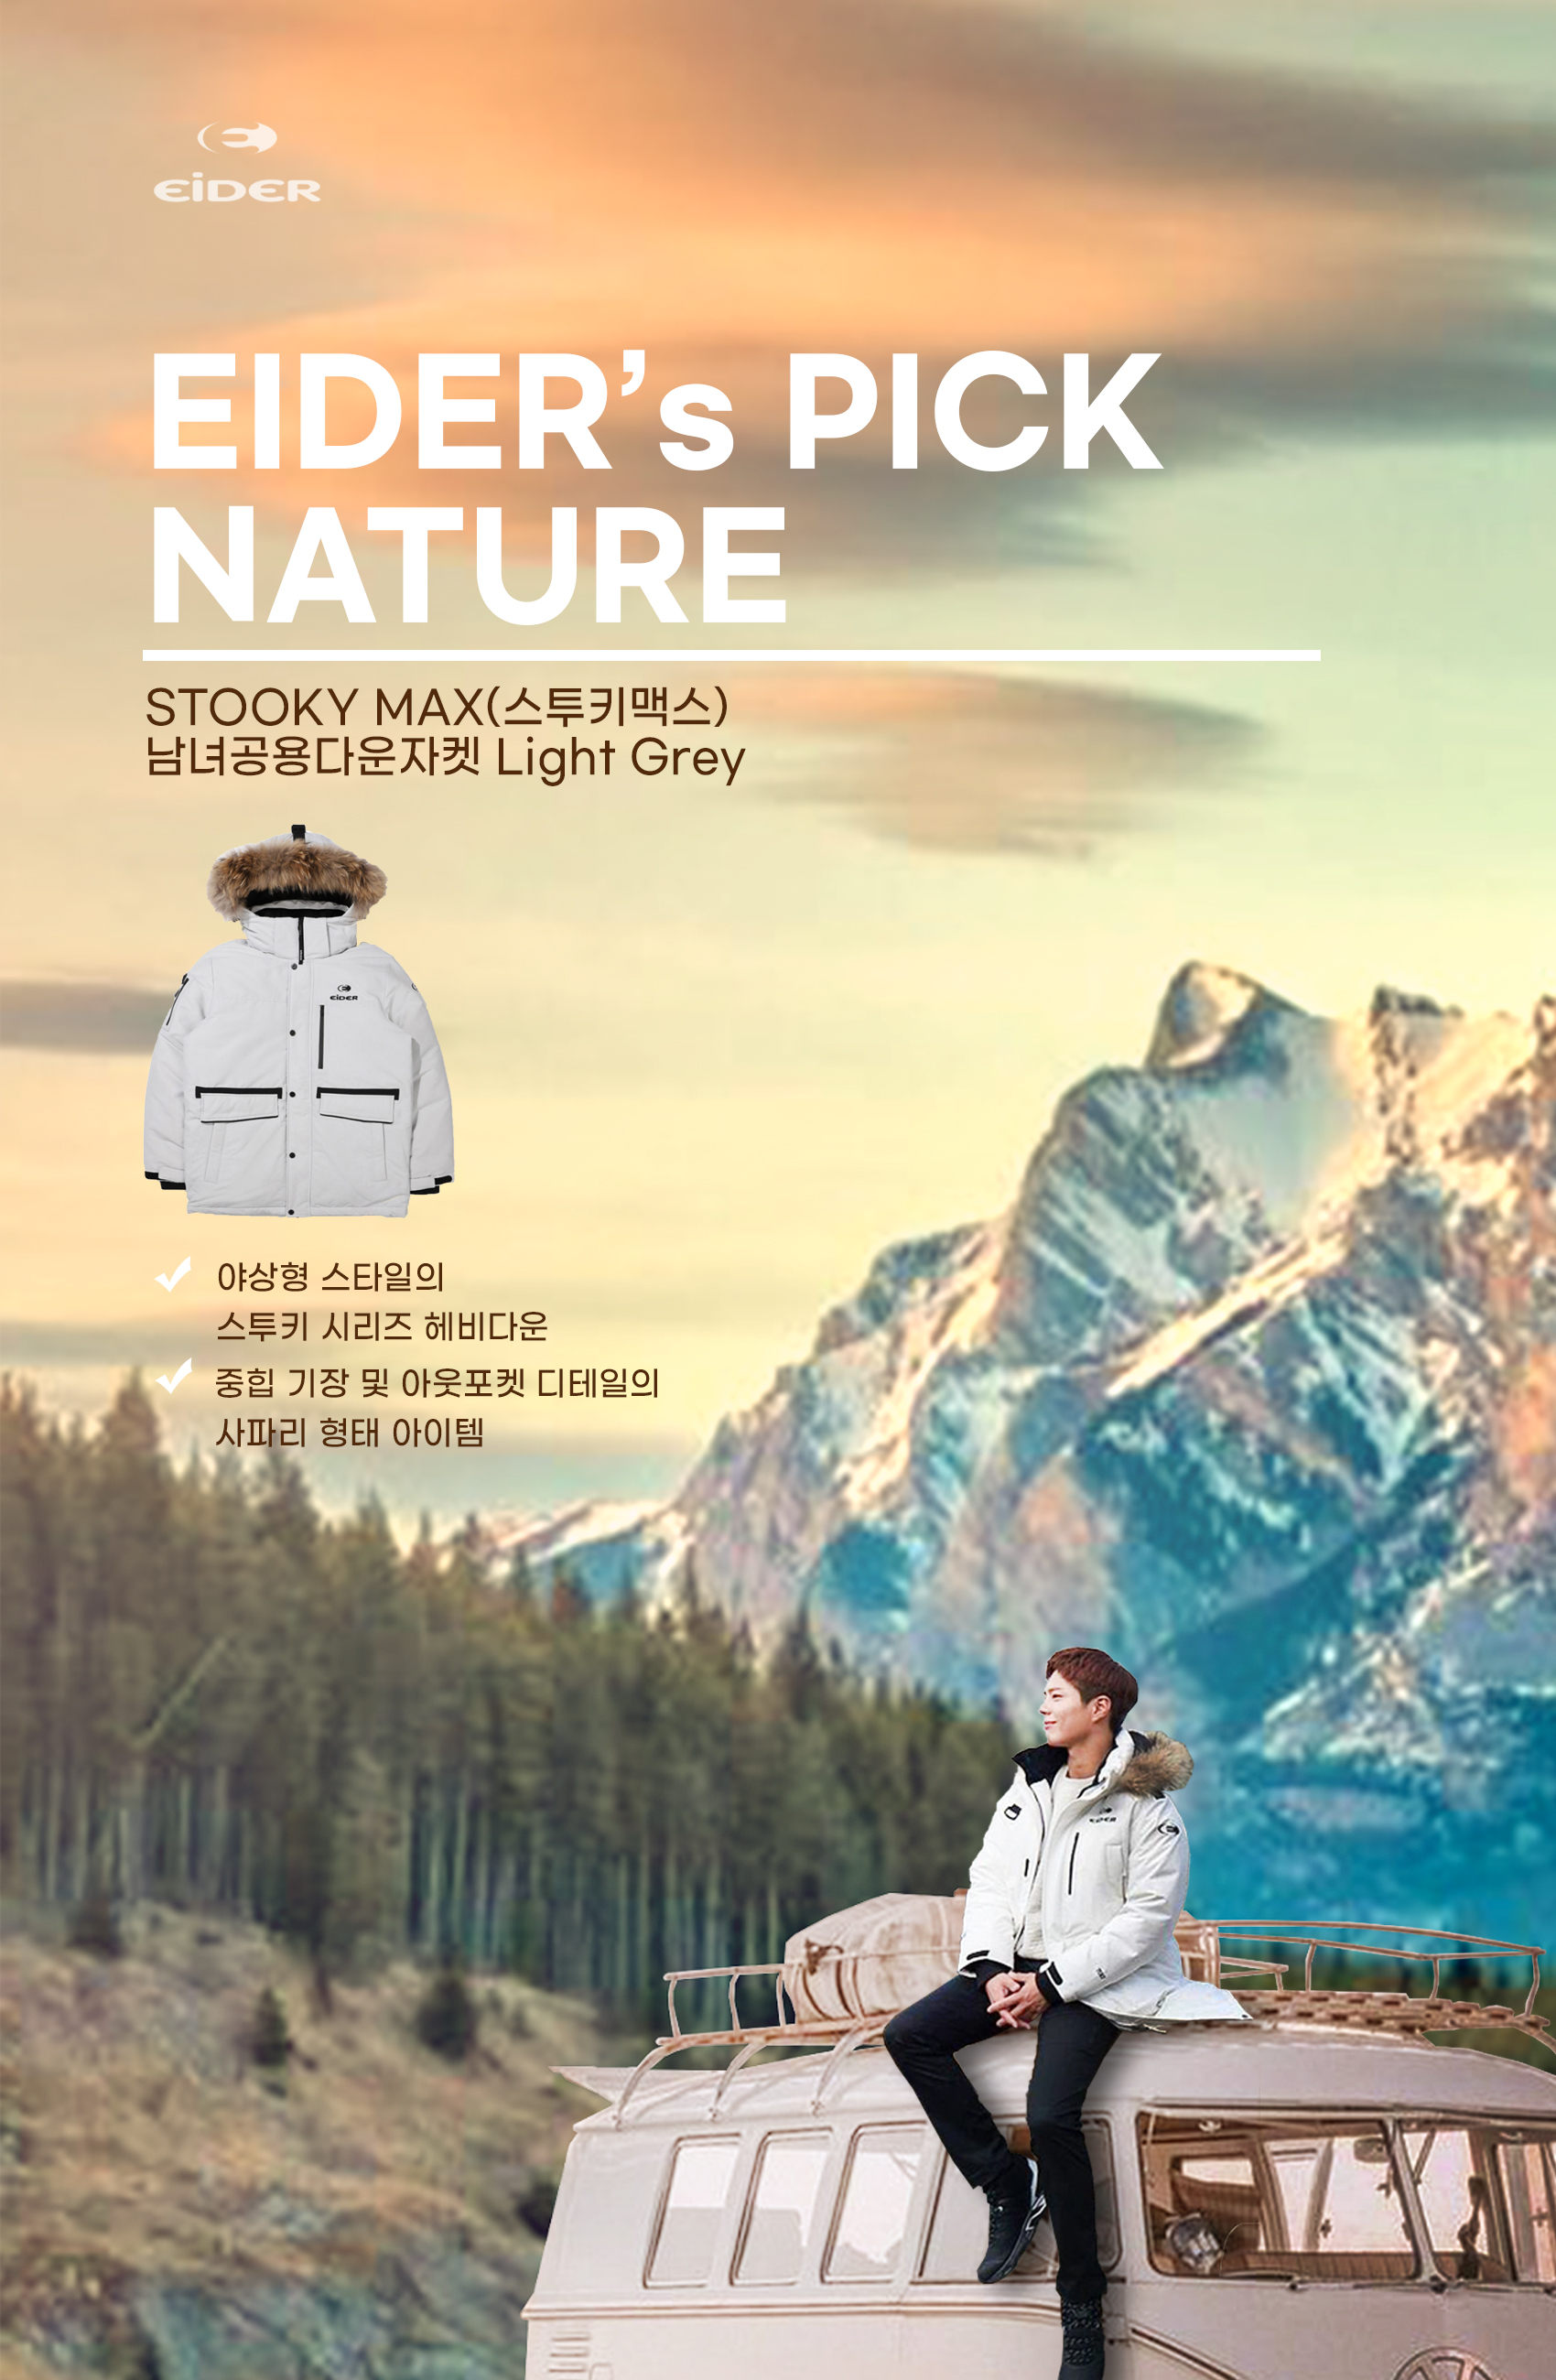 EiDER
EIDER’s PICK
NATURE
STOOKY MAX(스투키맥스)
남녀공용다운자켓 Light Grey
EiDER
야상형 스타일의
스투키 시리즈 헤비다운
중힙 기장 및 아웃포켓 디테일의
사파리 형태 아이템
EiDER